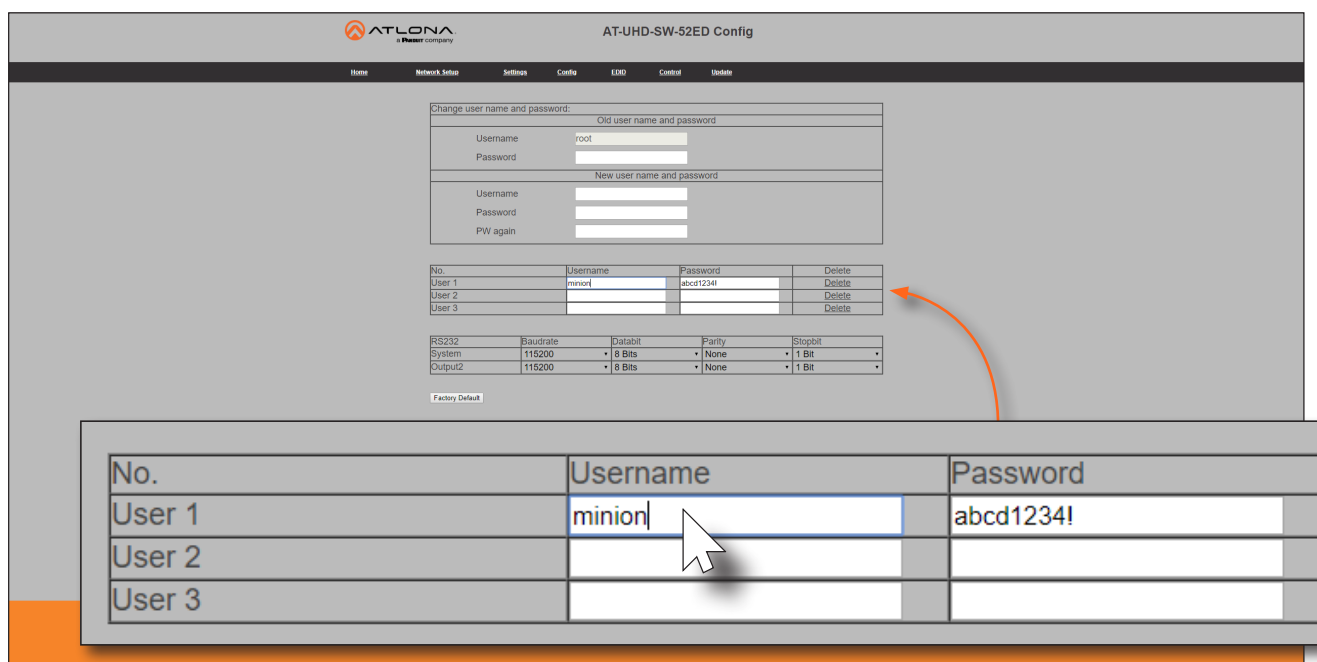 ATLONA.
a PANDUIT company
AT-UHD-SW-52ED Config
Home Network Setup Settings Config EDID Control Update
Change user name and password:
Old user name and password
Username root
Password
New user name and password
Username
Password
PW again
No. Username Password Delete
User 1 minion abcd1234! Delete
User 2 Delete
User 3 Delete
RS232 Baudrate Databit Parity Stopbit
System 115200 8 Bits None 1 Bit
Output2 115200 8 Bits None 1 Bit
Factory Default
No. Username Password
User 1 minion abcd1234!
User 2
User 3